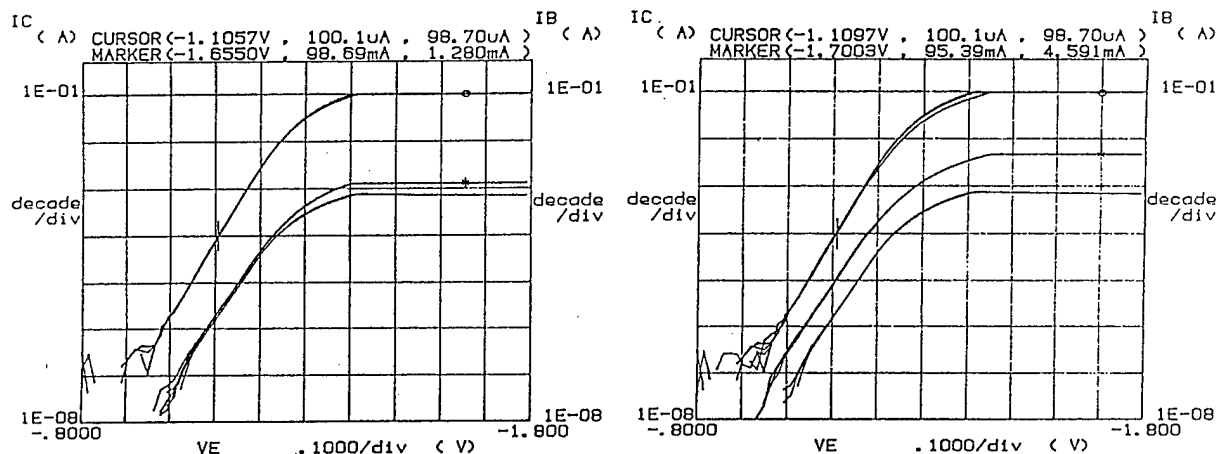 IC IB
( A) CURSOR(-1.1057V , 100.1uA , 98.70uA ) ( A)
MARKER(-1.6550V , 98.69mA , 1.280mA )
1E-01 1E-01
decade decade
/div /div
1E-08 1E-08
-.8000 -1.800
VE .1000/div ( V)
IC IB
( A) CURSOR(-1.1097V , 100.1uA , 98.70uA ) ( A)
MARKER(-1.7003V , 95.39mA , 4.591mA )
1E-01 1E-01
decade decade
/div /div
1E-08 1E-08
-.8000 -1.800
VE .1000/div ( V)